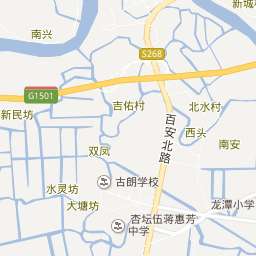 新城
南兴
S268
G1501
吉佑村
北水村
新民坊
百安北路
西头
南安
双凤
水灵坊
古朗学校
大塘坊
龙潭小学
杏坛伍蒋惠芳
中学